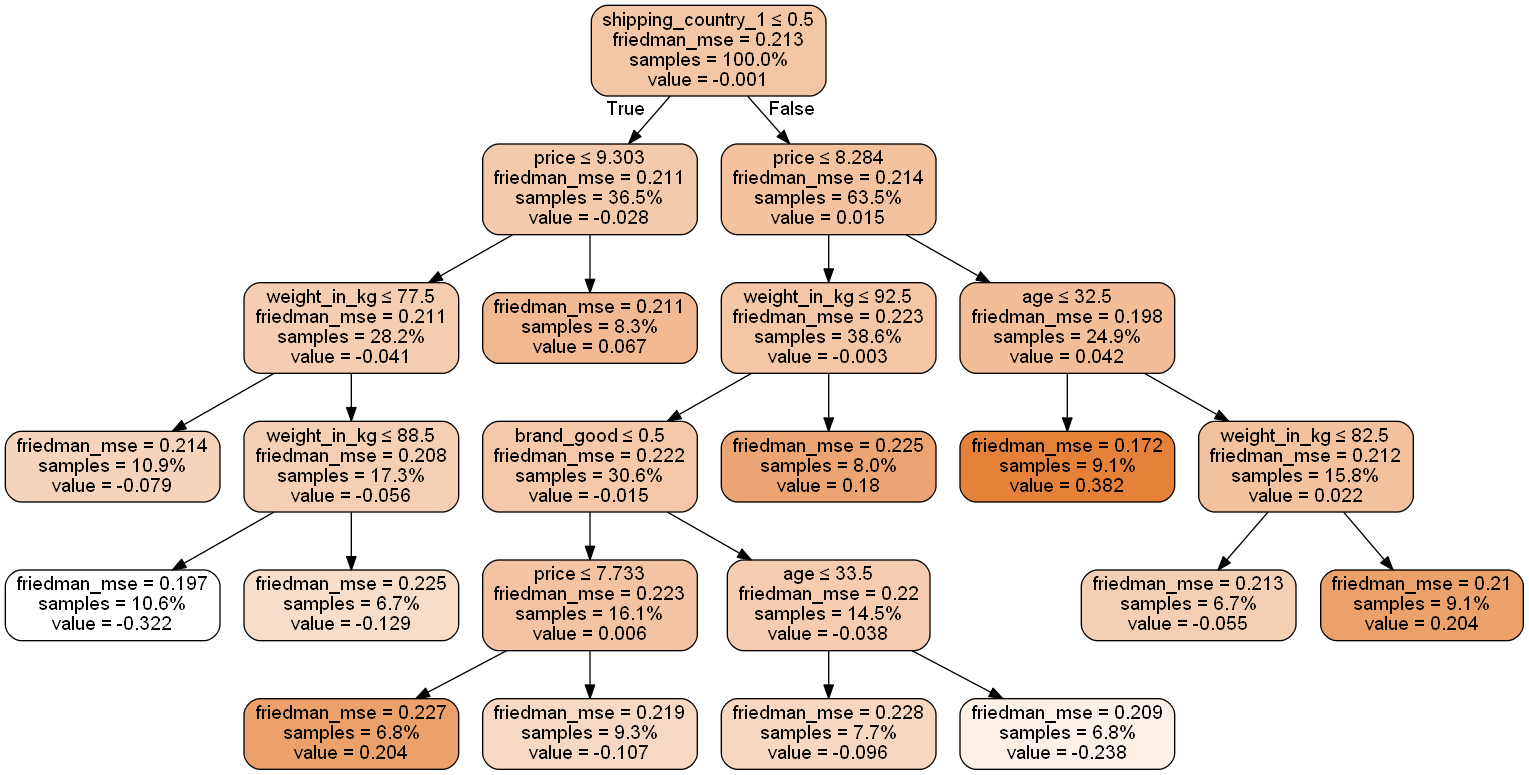 shipping_country_1 ≤ 0.5
friedman_mse = 0.213
samples = 100.0%
value = -0.001
True
False
price ≤ 9.303
friedman_mse = 0.211
samples = 36.5%
value = -0.028
price ≤ 8.284
friedman_mse = 0.214
samples = 63.5%
value = 0.015
weight_in_kg ≤ 77.5
friedman_mse = 0.211
samples = 28.2%
value = -0.041
friedman_mse = 0.211
samples = 8.3%
value = 0.067
weight_in_kg ≤ 92.5
friedman_mse = 0.223
samples = 38.6%
value = -0.003
age ≤ 32.5
friedman_mse = 0.198
samples = 24.9%
value = 0.042
friedman_mse = 0.214
samples = 10.9%
value = -0.079
weight_in_kg ≤ 88.5
friedman_mse = 0.208
samples = 17.3%
value = -0.056
brand_good ≤ 0.5
friedman_mse = 0.222
samples = 30.6%
value = -0.015
friedman_mse = 0.225
samples = 8.0%
value = 0.18
friedman_mse = 0.172
samples = 9.1%
value = 0.382
weight_in_kg ≤ 82.5
friedman_mse = 0.212
samples = 15.8%
value = 0.022
friedman_mse = 0.197
samples = 10.6%
value = -0.322
friedman_mse = 0.225
samples = 6.7%
value = -0.129
price ≤ 7.733
friedman_mse = 0.223
samples = 16.1%
value = 0.006
age ≤ 33.5
friedman_mse = 0.22
samples = 14.5%
value = -0.038
friedman_mse = 0.213
samples = 6.7%
value = -0.055
friedman_mse = 0.21
samples = 9.1%
value = 0.204
friedman_mse = 0.227
samples = 6.8%
value = 0.204
friedman_mse = 0.219
samples = 9.3%
value = -0.107
friedman_mse = 0.228
samples = 7.7%
value = -0.096
friedman_mse = 0.209
samples = 6.8%
value = -0.238